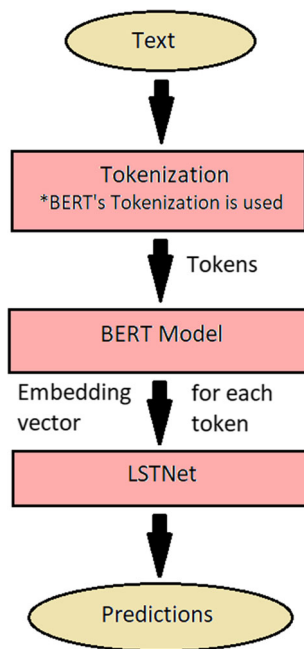 Text
Tokenization
*BERT's Tokenization is used
Tokens
BERT Model
Embedding for each
vector token
LSTNet
Predictions